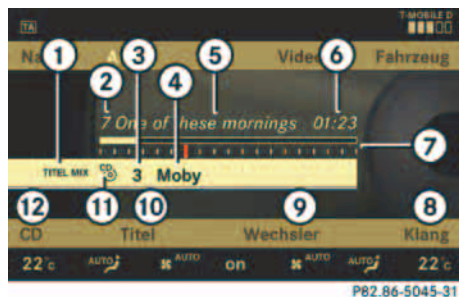 TA T-MOBILE D
1 Na A 3 5 Video 6 Fahrzeug
2 4
7 One of these mornings 01:23
7
TITEL MIX CD 3 Moby
12 11 10 9 8
CD Titel Wechsler Klang
22°C AUTO AUTO on AUTO AUTO 22°C
P82.86-5045-31